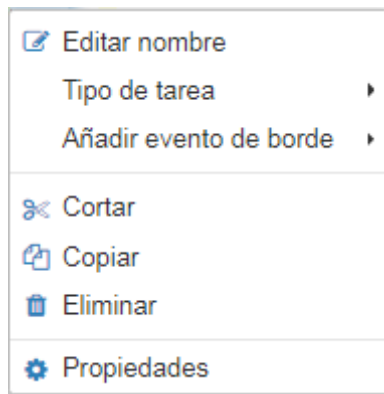 Editar nombre
Tipo de tarea
Añadir evento de borde
Cortar
Copiar
Eliminar
Propiedades